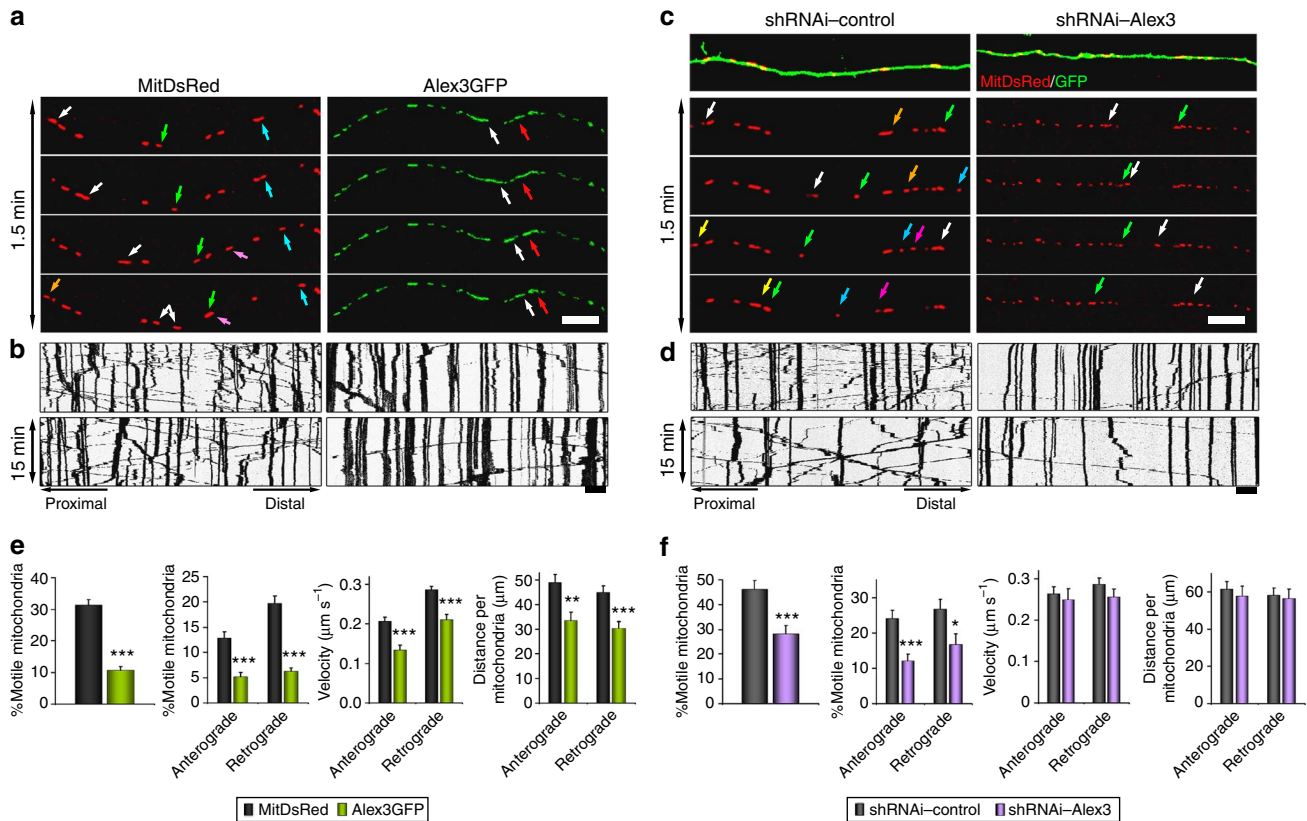 a
MitDsRed
Alex3GFP
1.5 min
b
15 min
Proximal
Distal
c
shRNAi–control
shRNAi–Alex3
MitDsRed/GFP
1.5 min
d
15 min
Proximal
Distal
e
%Motile mitochondria
40
30
20
10
0
***
%Motile mitochondria
25
20
15
10
5
0
***
***
Anterograde
Retrograde
Velocity (µm s⁻¹)
0.3
0.2
0.1
0.0
***
***
Anterograde
Retrograde
Distance per
mitochondria (µm)
50
40
30
20
10
0
**
***
Anterograde
Retrograde
MitDsRed
Alex3GFP
f
%Motile mitochondria
50
40
30
20
10
0
***
%Motile mitochondria
40
30
20
10
0
***
*
Anterograde
Retrograde
Velocity (µm s⁻¹)
0.3
0.2
0.1
0
Anterograde
Retrograde
Distance per
mitochondria (µm)
80
60
40
20
0
Anterograde
Retrograde
shRNAi–control
shRNAi–Alex3